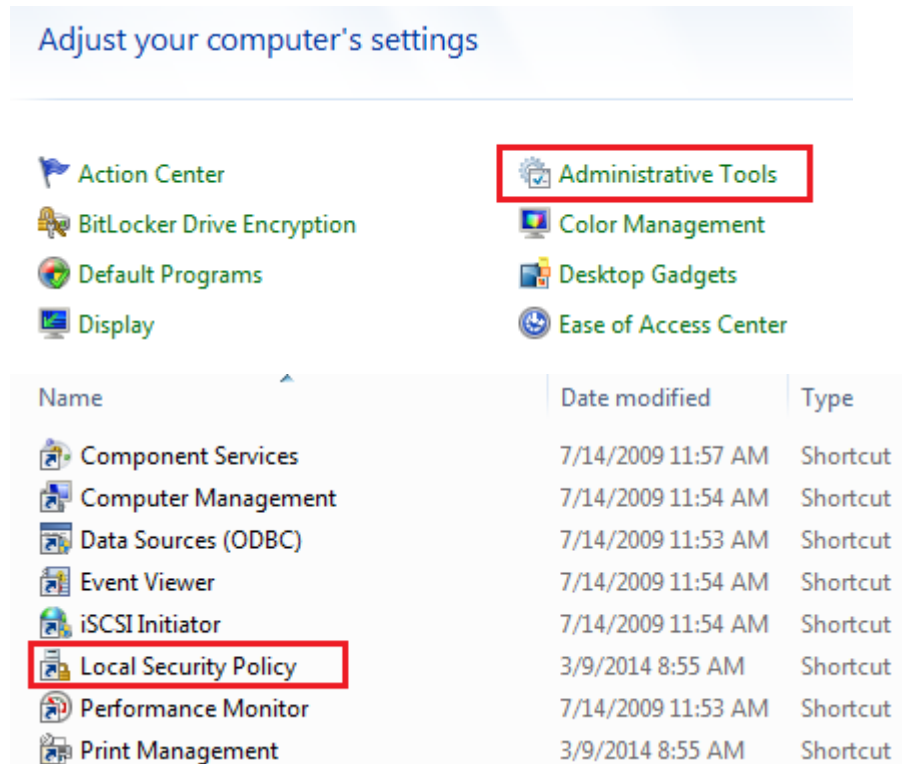 Adjust your computer's settings
Action Center Administrative Tools
BitLocker Drive Encryption Color Management
Default Programs Desktop Gadgets
Display Ease of Access Center
Name Date modified Type
Component Services 7/14/2009 11:57 AM Shortcut
Computer Management 7/14/2009 11:54 AM Shortcut
Data Sources (ODBC) 7/14/2009 11:53 AM Shortcut
Event Viewer 7/14/2009 11:54 AM Shortcut
iSCSI Initiator 7/14/2009 11:54 AM Shortcut
Local Security Policy 3/9/2014 8:55 AM Shortcut
Performance Monitor 7/14/2009 11:53 AM Shortcut
Print Management 3/9/2014 8:55 AM Shortcut